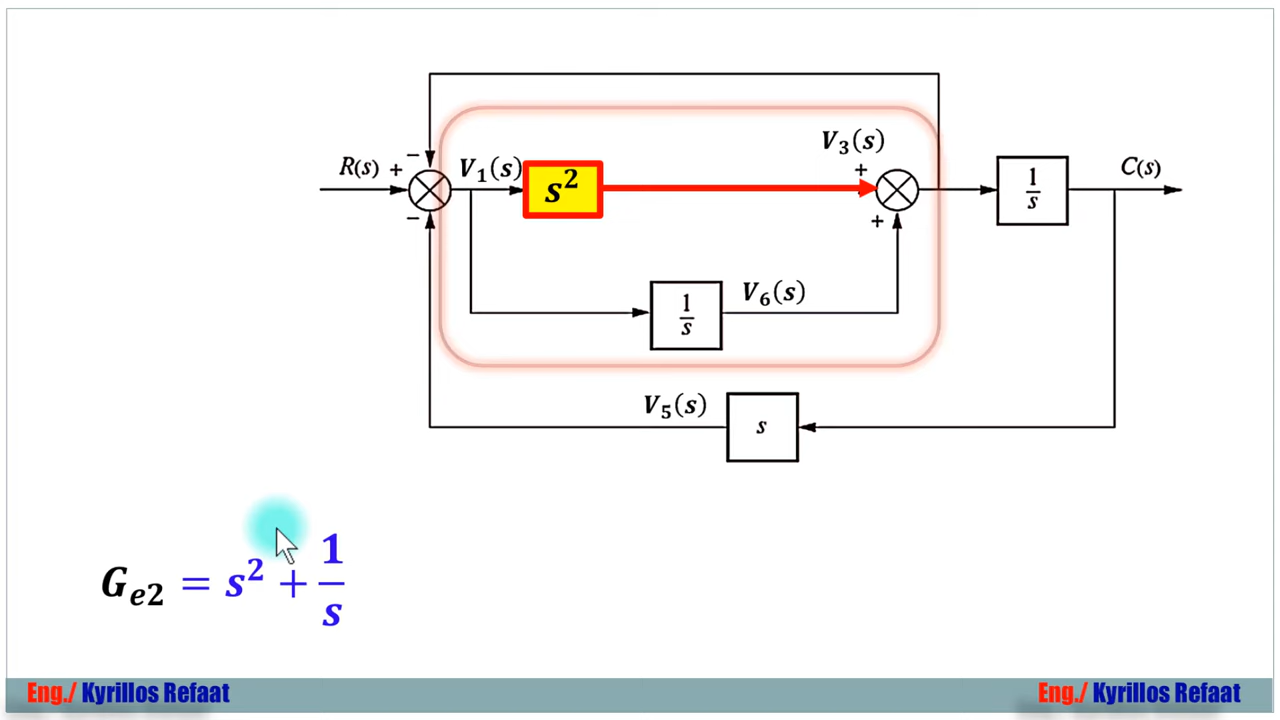 V₃(s)
R(s) + − V₁(s) s² + 1/s C(s)
− +
1/s V₆(s)
V₅(s) s
Gₑ₂ = s² + 1/s
Eng./ Kyrillos Refaat Eng./ Kyrillos Refaat